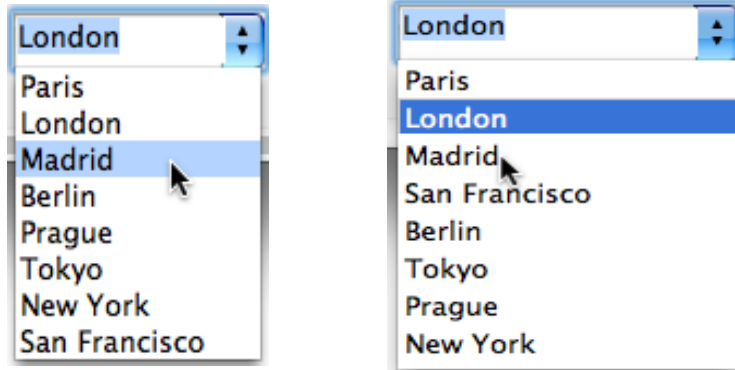 London
Paris
London
Madrid
Berlin
Prague
Tokyo
New York
San Francisco
London
Paris
London
Madrid
San Francisco
Berlin
Tokyo
Prague
New York